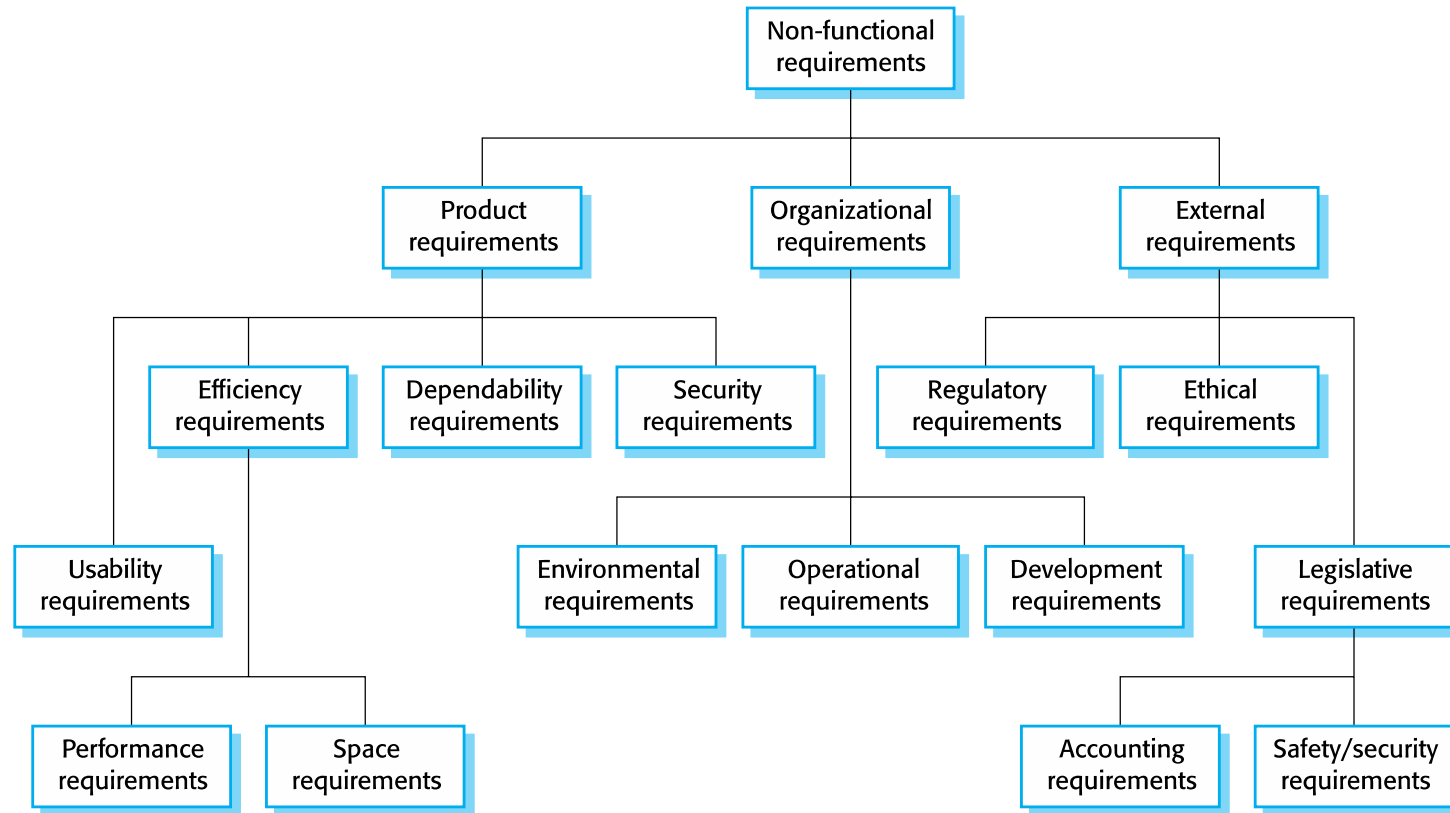 Non-functional
requirements
Product
requirements
Organizational
requirements
External
requirements
Efficiency
requirements
Dependability
requirements
Security
requirements
Regulatory
requirements
Ethical
requirements
Usability
requirements
Environmental
requirements
Operational
requirements
Development
requirements
Legislative
requirements
Performance
requirements
Space
requirements
Accounting
requirements
Safety/security
requirements